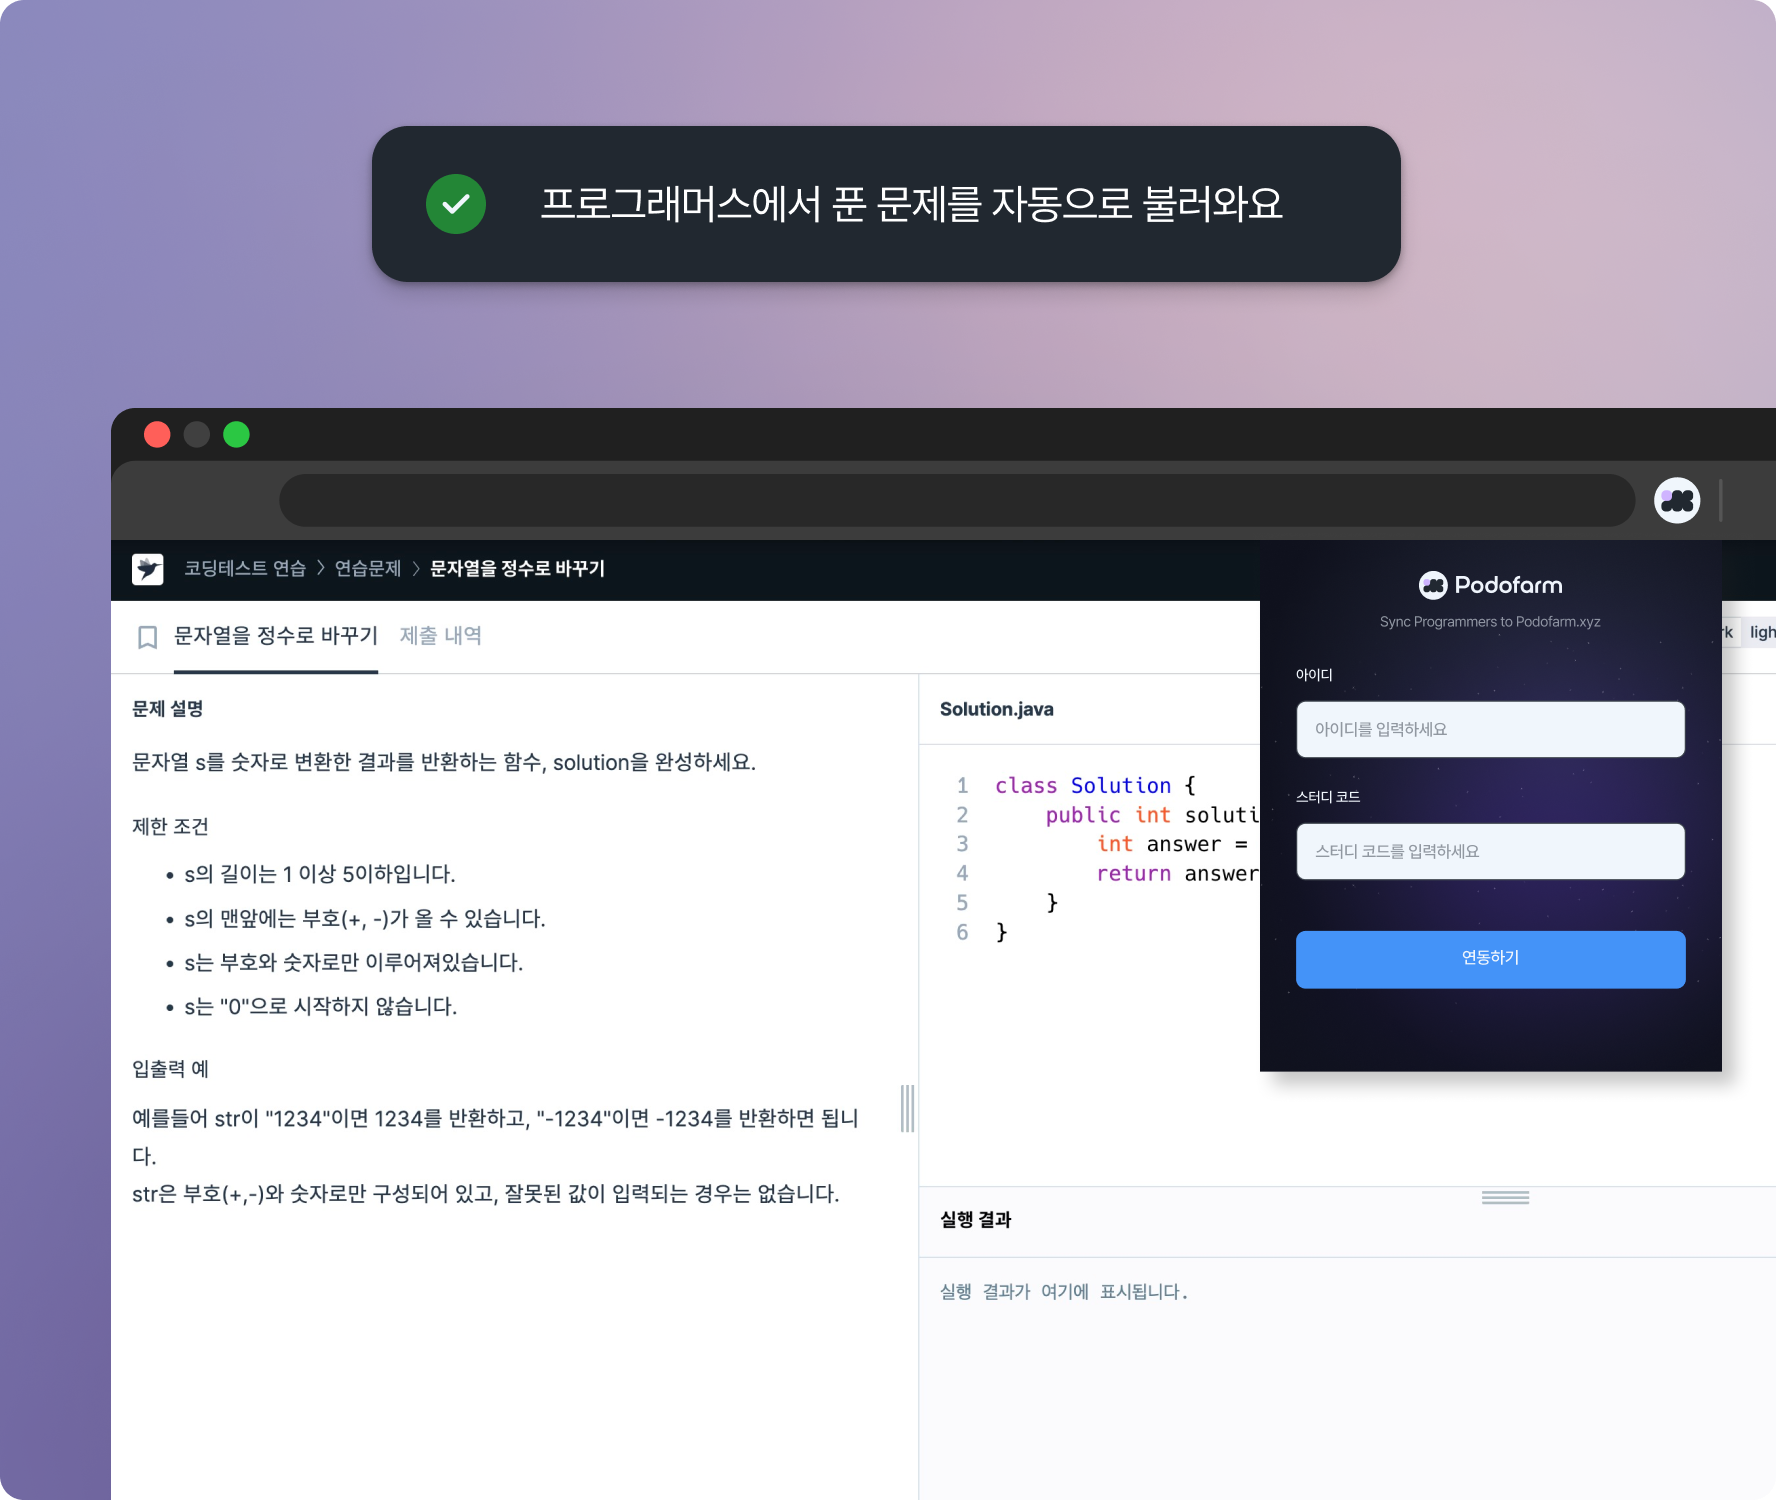 프로그래머스에서 푼 문제를 자동으로 불러와요
코딩테스트 연습 > 연습문제 > 문자열을 정수로 바꾸기
문자열을 정수로 바꾸기 제출 내역
문제 설명
문자열 s를 숫자로 변환한 결과를 반환하는 함수, solution을 완성하세요.
제한 조건
• s의 길이는 1 이상 5이하입니다.
• s의 맨앞에는 부호(+, -)가 올 수 있습니다.
• s는 부호와 숫자로만 이루어져있습니다.
• s는 "0"으로 시작하지 않습니다.
입출력 예
예를들어 str이 "1234"이면 1234를 반환하고, "-1234"이면 -1234를 반환하면 됩니
다.
str은 부호(+,-)와 숫자로만 구성되어 있고, 잘못된 값이 입력되는 경우는 없습니다.
Solution.java
1 class Solution {
2 public int soluti
3 int answer =
4 return answer
5 }
6 }
실행 결과
실행 결과가 여기에 표시됩니다.
Podofarm
Sync Programmers to Podofarm.xyz
아이디
아이디를 입력하세요
스터디 코드
스터디 코드를 입력하세요
연동하기
rk ligh